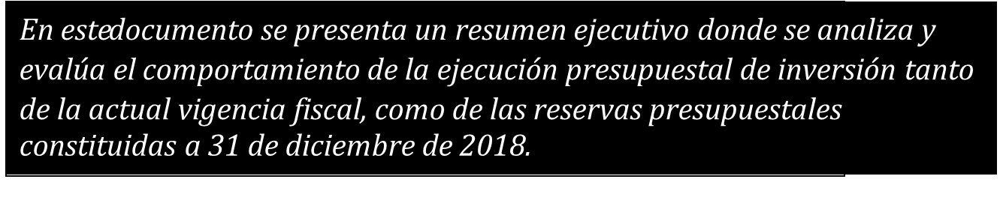 En estedocumento se presenta un resumen ejecutivo donde se analiza y
evalúa el comportamiento de la ejecución presupuestal de inversión tanto
de la actual vigencia fiscal, como de las reservas presupuestales
constituidas a 31 de diciembre de 2018.